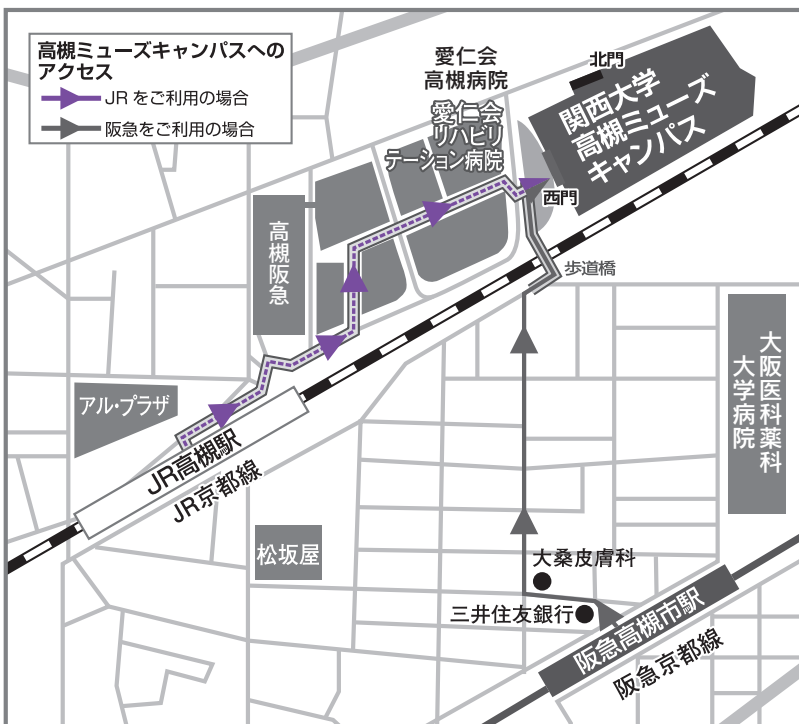 高槻ミューズキャンパスへの
アクセス
JRをご利用の場合
阪急をご利用の場合
愛仁会
高槻病院
愛仁会
リハビリ
テーション病院
北門
関西大学
高槻ミューズ
キャンパス
西門
高槻阪急
歩道橋
アル・プラザ
JR高槻駅
JR京都線
大阪医科薬科
大学病院
松坂屋
大桑皮膚科
三井住友銀行
阪急高槻市駅
阪急京都線